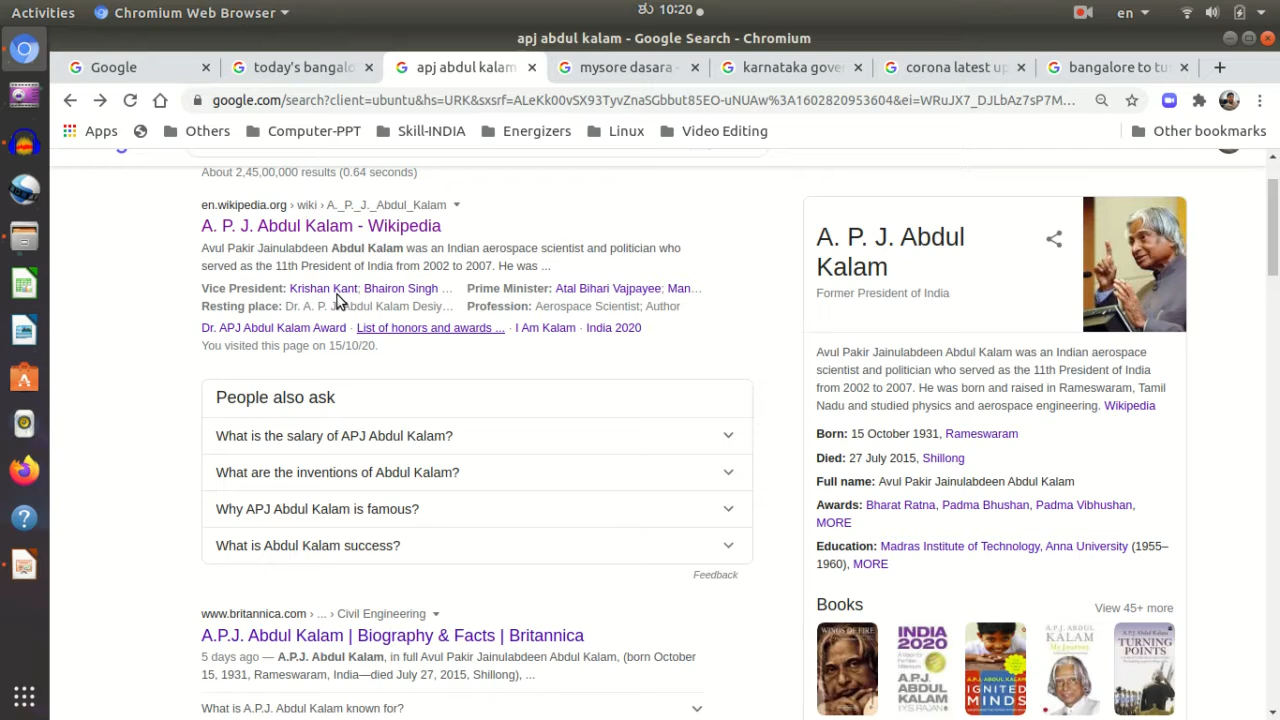 Activities
Chromium Web Browser
10:20
en
apj abdul kalam - Google Search - Chromium
Google
today's bangalo
apj abdul kalam
mysore dasara -
karnataka gover
corona latest up
bangalore to tu
google.com/search?client=ubuntu&hs=URK&sxsrf=ALeKk00vSX93TyvZnaSGbbut85EO-uNUAw%3A1602820953604&ei=WRuJX7_DJLbAz7sP7M...
Apps
Others
Computer-PPT
Skill-INDIA
Energizers
Linux
Video Editing
Other bookmarks
About 2,45,00,000 results (0.64 seconds)
en.wikipedia.org › wiki › A._P._J._Abdul_Kalam
A. P. J. Abdul Kalam - Wikipedia
Avul Pakir Jainulabdeen Abdul Kalam was an Indian aerospace scientist and politician who
served as the 11th President of India from 2002 to 2007. He was ...
Vice President: Krishan Kant; Bhairon Singh ...
Prime Minister: Atal Bihari Vajpayee; Man...
Resting place: Dr. A. P. J. Abdul Kalam Desiy...
Profession: Aerospace Scientist; Author
Dr. APJ Abdul Kalam Award · List of honors and awards ... · I Am Kalam · India 2020
You visited this page on 15/10/20.
People also ask
What is the salary of APJ Abdul Kalam?
What are the inventions of Abdul Kalam?
Why APJ Abdul Kalam is famous?
What is Abdul Kalam success?
Feedback
www.britannica.com › ... › Civil Engineering
A.P.J. Abdul Kalam | Biography & Facts | Britannica
5 days ago — A.P.J. Abdul Kalam, in full Avul Pakir Jainulabdeen Abdul Kalam, (born October
15, 1931, Rameswaram, India—died July 27, 2015, Shillong), ...
What is A.P.J. Abdul Kalam known for?
A. P. J. Abdul
Kalam
Former President of India
Avul Pakir Jainulabdeen Abdul Kalam was an Indian aerospace
scientist and politician who served as the 11th President of India
from 2002 to 2007. He was born and raised in Rameswaram, Tamil
Nadu and studied physics and aerospace engineering. Wikipedia
Born: 15 October 1931, Rameswaram
Died: 27 July 2015, Shillong
Full name: Avul Pakir Jainulabdeen Abdul Kalam
Awards: Bharat Ratna, Padma Bhushan, Padma Vibhushan,
MORE
Education: Madras Institute of Technology, Anna University (1955–
1960), MORE
Books
View 45+ more
WINGS OF FIRE
INDIA
2020
A.P.J.
ABDUL
KALAM
Y.S RAJAN
A.P.J. ABDUL
KALAM
IGNITED
MINDS
A.P.J. ABDUL
KALAM
My Journey
A.P.J. ABDUL KALAM
TURNING
POINTS